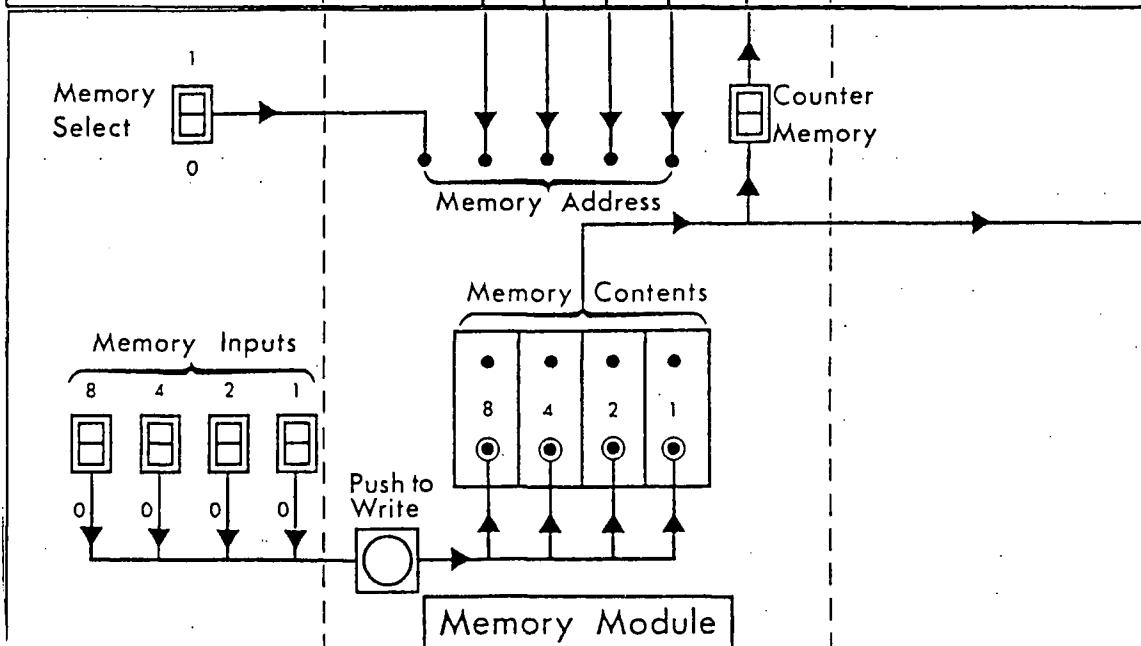 1
Memory
Select
0
Counter
Memory
Memory Address
Memory Contents
Memory Inputs
8 4 2 1
8 4 2 1
0 0 0 0
Push to
Write
Memory Module